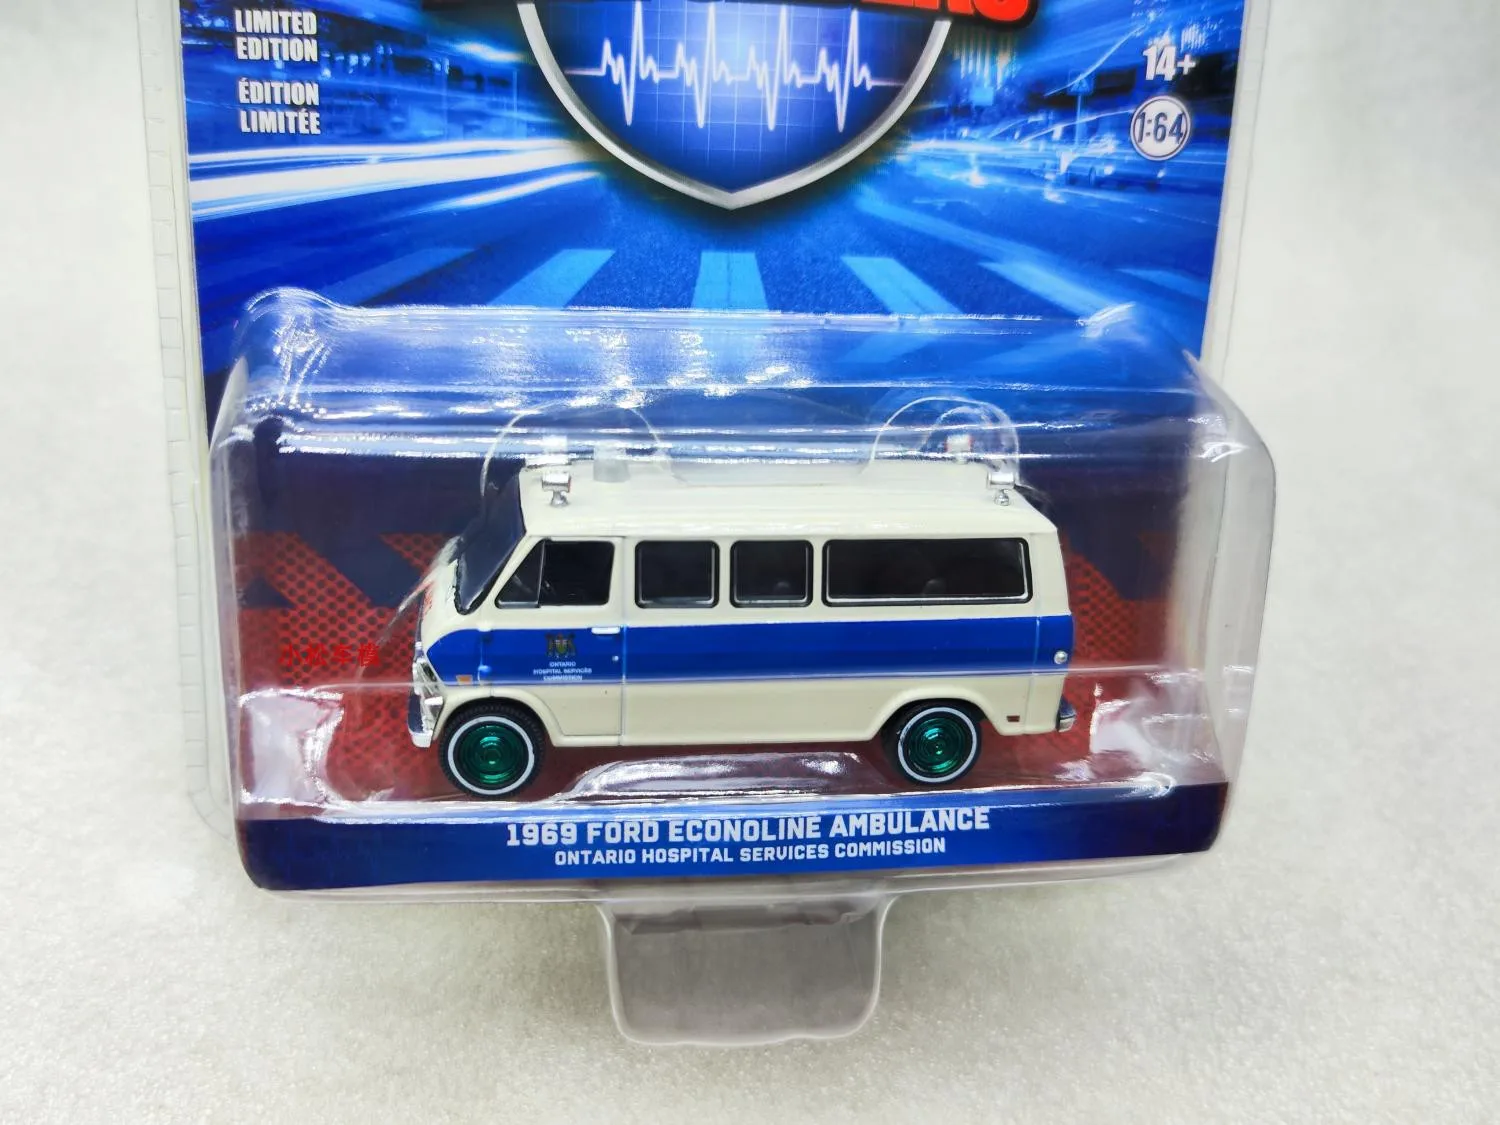 LIMITED
EDITION
ÉDITION
LIMITÉE
14+
1:64
ONTARIO
HOSPITAL SERVICES
COMMISSION
1969 FORD ECONOLINE AMBULANCE
ONTARIO HOSPITAL SERVICES COMMISSION